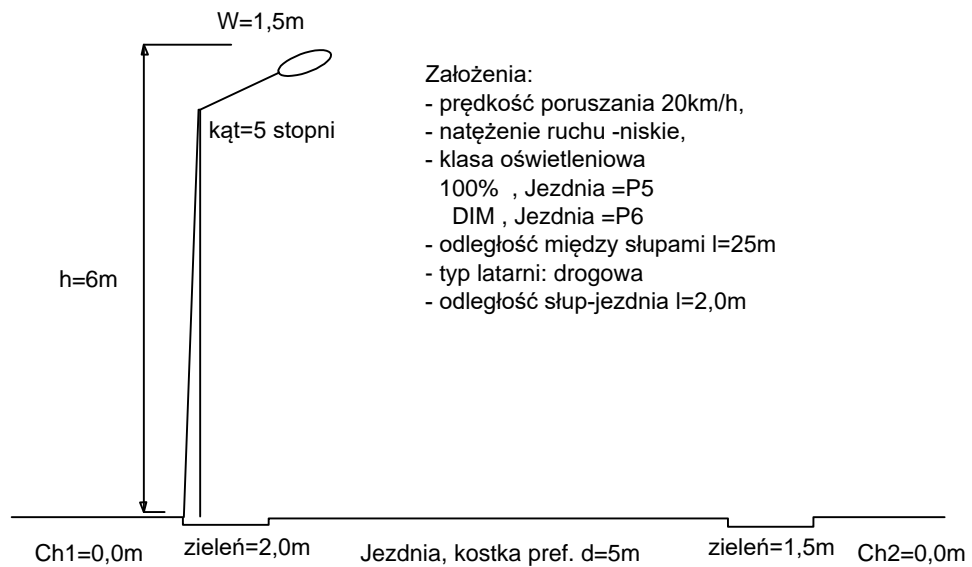 W=1,5m
Założenia:
- prędkość poruszania 20km/h,
kąt=5 stopni
- natężenie ruchu -niskie,
- klasa oświetleniowa
100% , Jezdnia =P5
DIM , Jezdnia =P6
- odległość między słupami l=25m
- typ latarni: drogowa
- odległość słup-jezdnia l=2,0m
h=6m
Ch1=0,0m
zieleń=2,0m
Jezdnia, kostka pref. d=5m
zieleń=1,5m
Ch2=0,0m